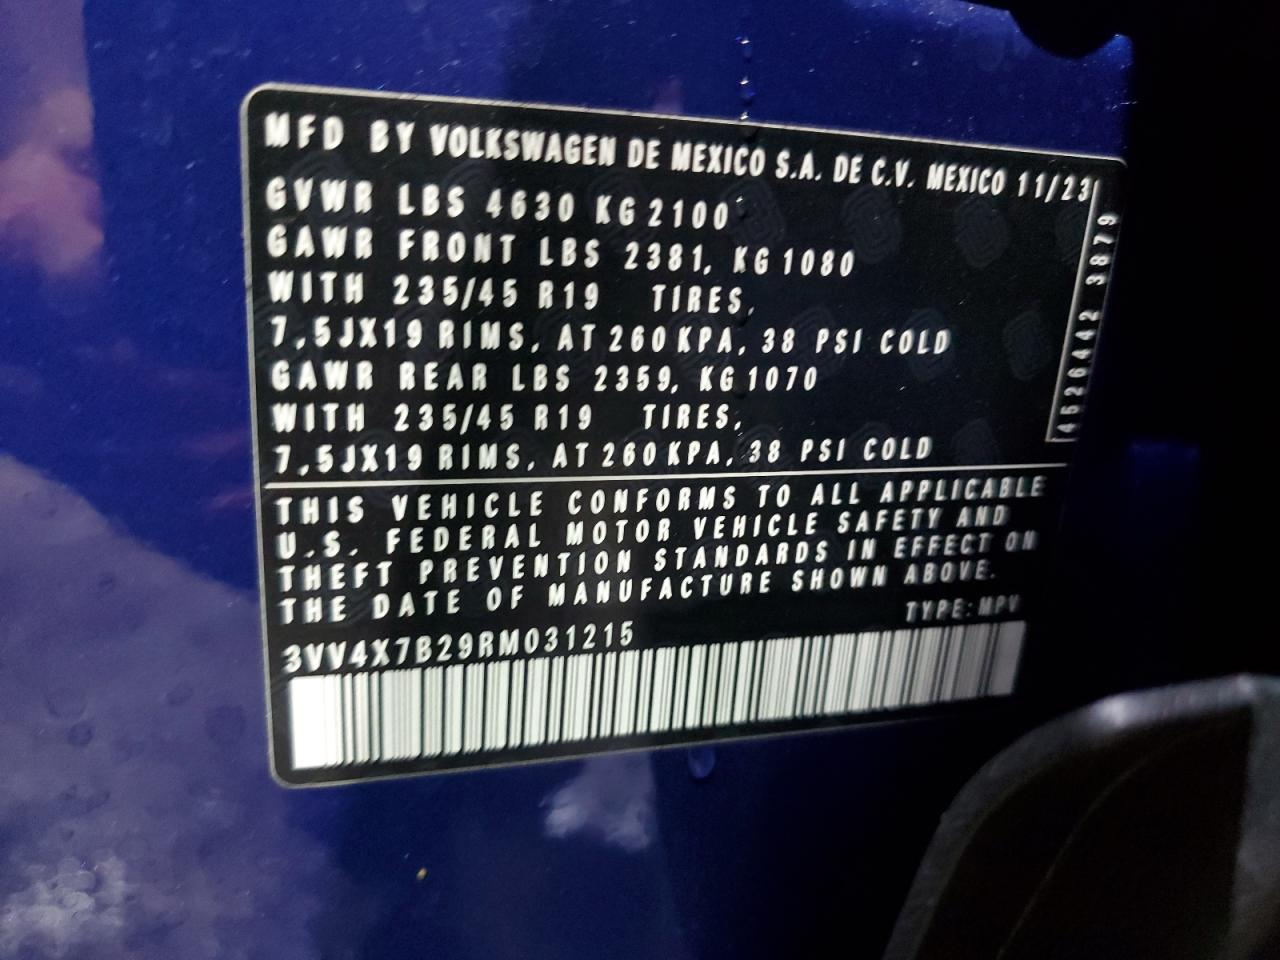 MFD BY VOLKSWAGEN DE MEXICO S.A. DE C.V. MEXICO 11/23
GVWR LBS 4630 KG 2100
GAWR FRONT LBS 2381, KG 1080
WITH 235/45 R19 TIRES,
7,5JX19 RIMS, AT 260 KPA, 38 PSI COLD
GAWR REAR LBS 2359, KG 1070
WITH 235/45 R19 TIRES,
7,5JX19 RIMS, AT 260 KPA, 38 PSI COLD
4526442 3879
THIS VEHICLE CONFORMS TO ALL APPLICABLE
U.S. FEDERAL MOTOR VEHICLE SAFETY AND
THEFT PREVENTION STANDARDS IN EFFECT ON
THE DATE OF MANUFACTURE SHOWN ABOVE.
TYPE: MPV
3VV4X7B29RM031215